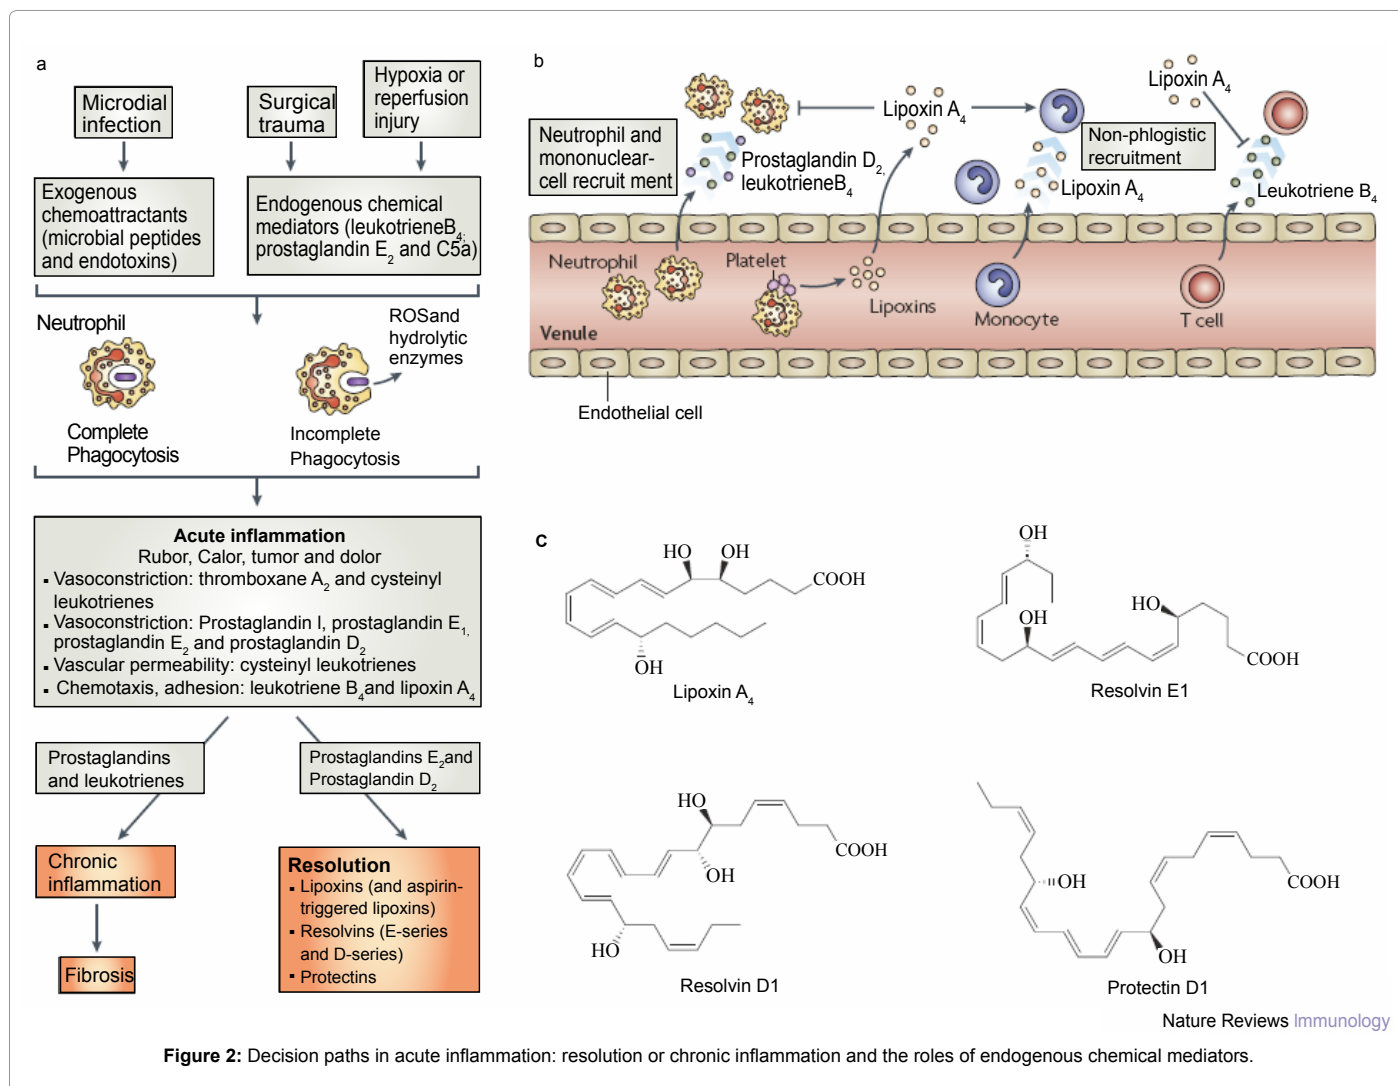 a
Microdial
infection
Surgical
trauma
Hypoxia or
reperfusion
injury
Exogenous
chemoattractants
(microbial peptides
and endotoxins)
Endogenous chemical
mediators (leukotrieneB4;
prostaglandin E2 and C5a)
Neutrophil
ROSand
hydrolytic
enzymes
Complete
Phagocytosis
Incomplete
Phagocytosis
Acute inflammation
Rubor, Calor, tumor and dolor
▪ Vasoconstriction: thromboxane A2 and cysteinyl
leukotrienes
▪ Vasoconstriction: Prostaglandin I, prostaglandin E1,
prostaglandin E2 and prostaglandin D2
▪ Vascular permeability: cysteinyl leukotrienes
▪ Chemotaxis, adhesion: leukotriene B4and lipoxin A4
Prostaglandins
and leukotrienes
Prostaglandins E2and
Prostaglandin D2
Chronic
inflammation
Fibrosis
Resolution
▪ Lipoxins (and aspirin-
triggered lipoxins)
▪ Resolvins (E-series
and D-series)
▪ Protectins
b
Neutrophil and
mononuclear-
cell recruit ment
Prostaglandin D2,
leukotrieneB4
Lipoxin A4
Lipoxin A4
Non-phlogistic
recruitment
Lipoxin A4
Leukotriene B4
Neutrophil
Platelet
Lipoxins
Monocyte
T cell
Venule
Endothelial cell
C
HO
OH
COOH
OH
Lipoxin A4
OH
OH
HO
COOH
Resolvin E1
HO
OH
COOH
HO
Resolvin D1
OH
OH
COOH
Protectin D1
Nature Reviews Immunology
Figure 2: Decision paths in acute inflammation: resolution or chronic inflammation and the roles of endogenous chemical mediators.